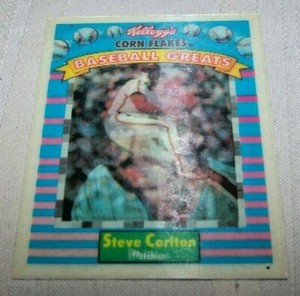 Kellogg's
CORN FLAKES
BASEBALL GREATS
Steve Carlton
Pitcher